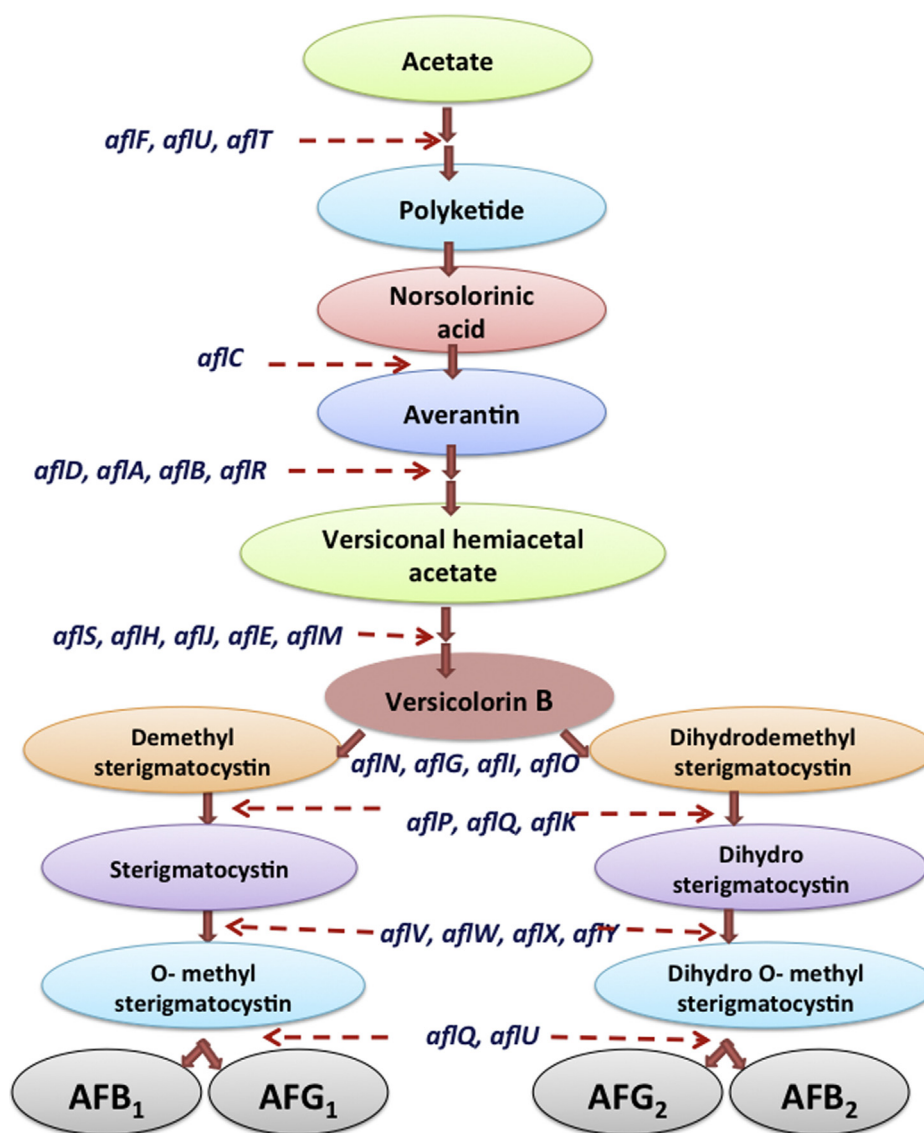 Acetate
aflF, aflU, aflT
Polyketide
Norsolorinic
acid
aflC
Averantin
aflD, aflA, aflB, aflR
Versiconal hemiacetal
acetate
aflS, aflH, aflJ, aflE, aflM
Versicolorin B
Demethyl
sterigmatocystin
Dihydrodemethyl
sterigmatocystin
aflN, aflG, aflI, aflO
aflP, aflQ, aflK
Sterigmatocystin
Dihydro
sterigmatocystin
aflV, aflW, aflX, aflY
O- methyl
sterigmatocystin
Dihydro O- methyl
sterigmatocystin
aflQ, aflU
AFB₁
AFG₁
AFG₂
AFB₂